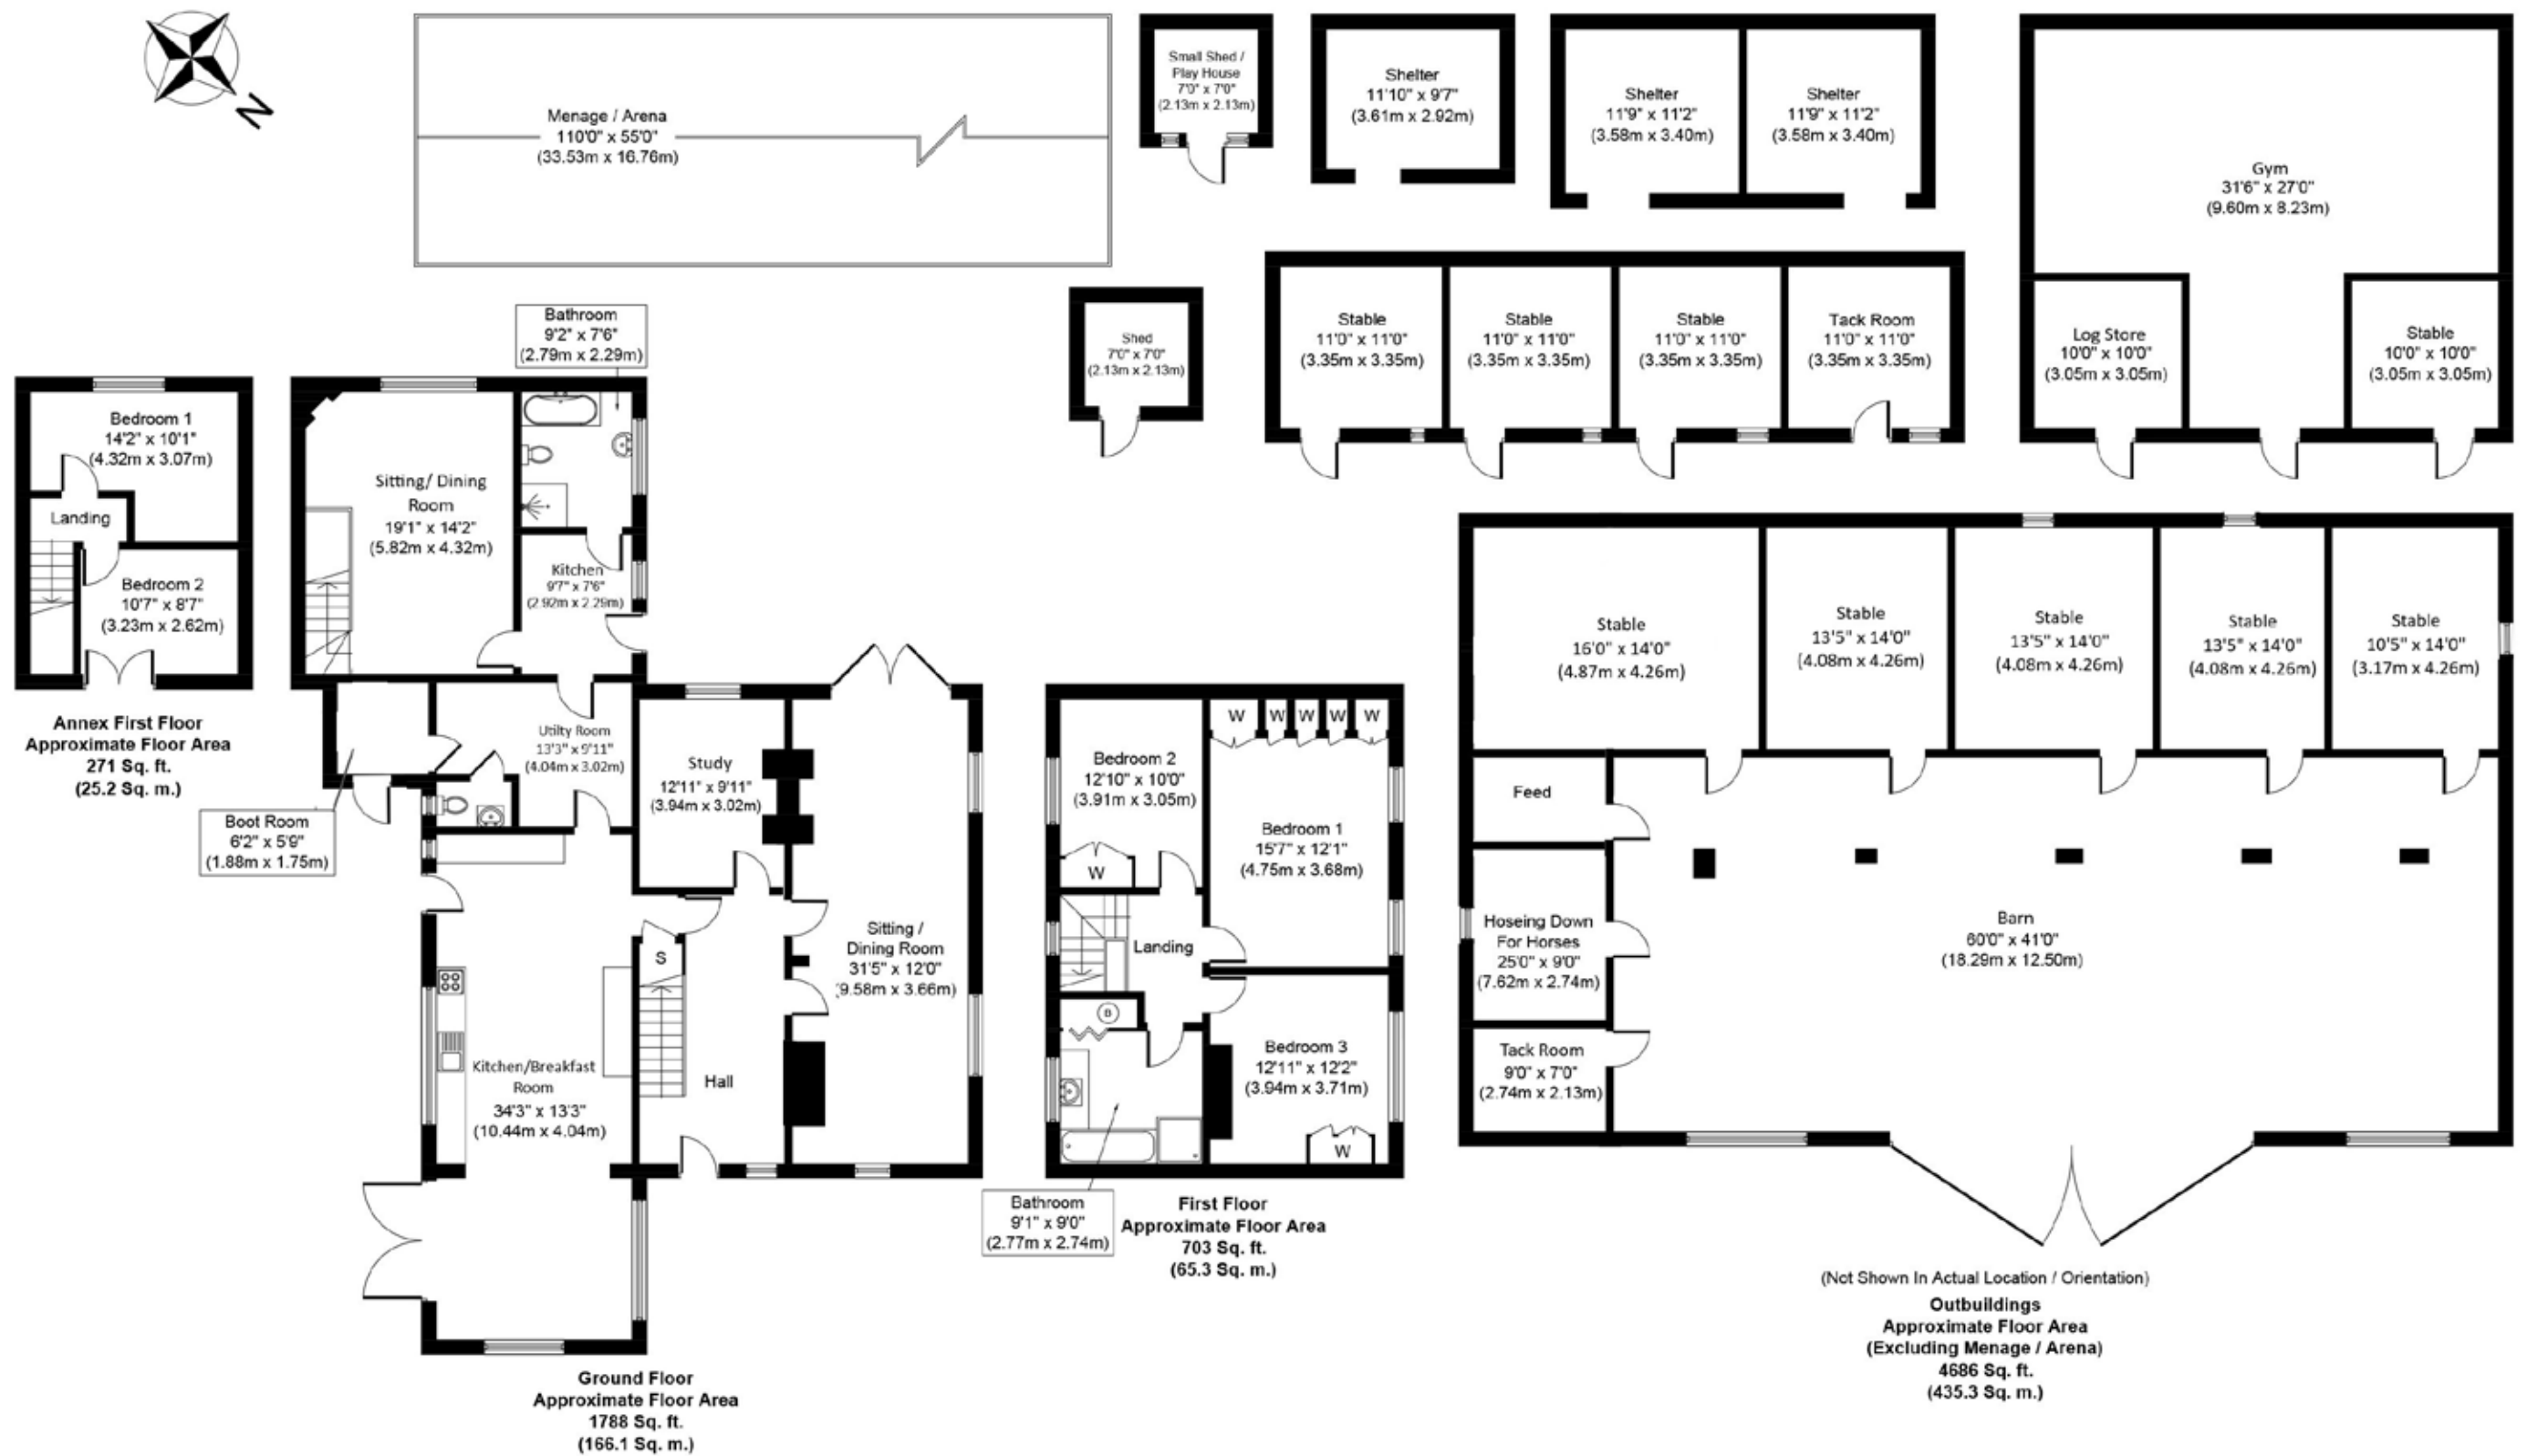 N
Menage / Arena
110'0" x 55'0"
(33.53m x 16.76m)
Small Shed /
Play House
7'0" x 7'0"
(2.13m x 2.13m)
Shelter
11'10" x 9'7"
(3.61m x 2.92m)
Shelter
11'9" x 11'2"
(3.58m x 3.40m)
Shelter
11'9" x 11'2"
(3.58m x 3.40m)
Gym
31'6" x 27'0"
(9.60m x 8.23m)
Shed
7'0" x 7'0"
(2.13m x 2.13m)
Stable
11'0" x 11'0"
(3.35m x 3.35m)
Stable
11'0" x 11'0"
(3.35m x 3.35m)
Stable
11'0" x 11'0"
(3.35m x 3.35m)
Tack Room
11'0" x 11'0"
(3.35m x 3.35m)
Log Store
10'0" x 10'0"
(3.05m x 3.05m)
Stable
10'0" x 10'0"
(3.05m x 3.05m)
Bedroom 1
14'2" x 10'1"
(4.32m x 3.07m)
Landing
Bedroom 2
10'7" x 8'7"
(3.23m x 2.62m)
Annex First Floor
Approximate Floor Area
271 Sq. ft.
(25.2 Sq. m.)
Bathroom
9'2" x 7'6"
(2.79m x 2.29m)
Sitting/ Dining
Room
19'1" x 14'2"
(5.82m x 4.32m)
Kitchen
9'7" x 7'6"
(2.92m x 2.29m)
Utilty Room
13'3" x 9'11"
(4.04m x 3.02m)
Boot Room
6'2" x 5'9"
(1.88m x 1.75m)
Study
12'11" x 9'11"
(3.94m x 3.02m)
S
Hall
Sitting /
Dining Room
31'5" x 12'0"
(9.58m x 3.66m)
Kitchen/Breakfast
Room
34'3" x 13'3"
(10.44m x 4.04m)
Ground Floor
Approximate Floor Area
1788 Sq. ft.
(166.1 Sq. m.)
W W W W W
Bedroom 2
12'10" x 10'0"
(3.91m x 3.05m)
W
Bedroom 1
15'7" x 12'1"
(4.75m x 3.68m)
Landing
B
Bedroom 3
12'11" x 12'2"
(3.94m x 3.71m)
W
Bathroom
9'1" x 9'0"
(2.77m x 2.74m)
First Floor
Approximate Floor Area
703 Sq. ft.
(65.3 Sq. m.)
Stable
16'0" x 14'0"
(4.87m x 4.26m)
Stable
13'5" x 14'0"
(4.08m x 4.26m)
Stable
13'5" x 14'0"
(4.08m x 4.26m)
Stable
13'5" x 14'0"
(4.08m x 4.26m)
Stable
10'5" x 14'0"
(3.17m x 4.26m)
Feed
Hoseing Down
For Horses
25'0" x 9'0"
(7.62m x 2.74m)
Tack Room
9'0" x 7'0"
(2.74m x 2.13m)
Barn
60'0" x 41'0"
(18.29m x 12.50m)
(Not Shown In Actual Location / Orientation)
Outbuildings
Approximate Floor Area
(Excluding Menage / Arena)
4686 Sq. ft.
(435.3 Sq. m.)